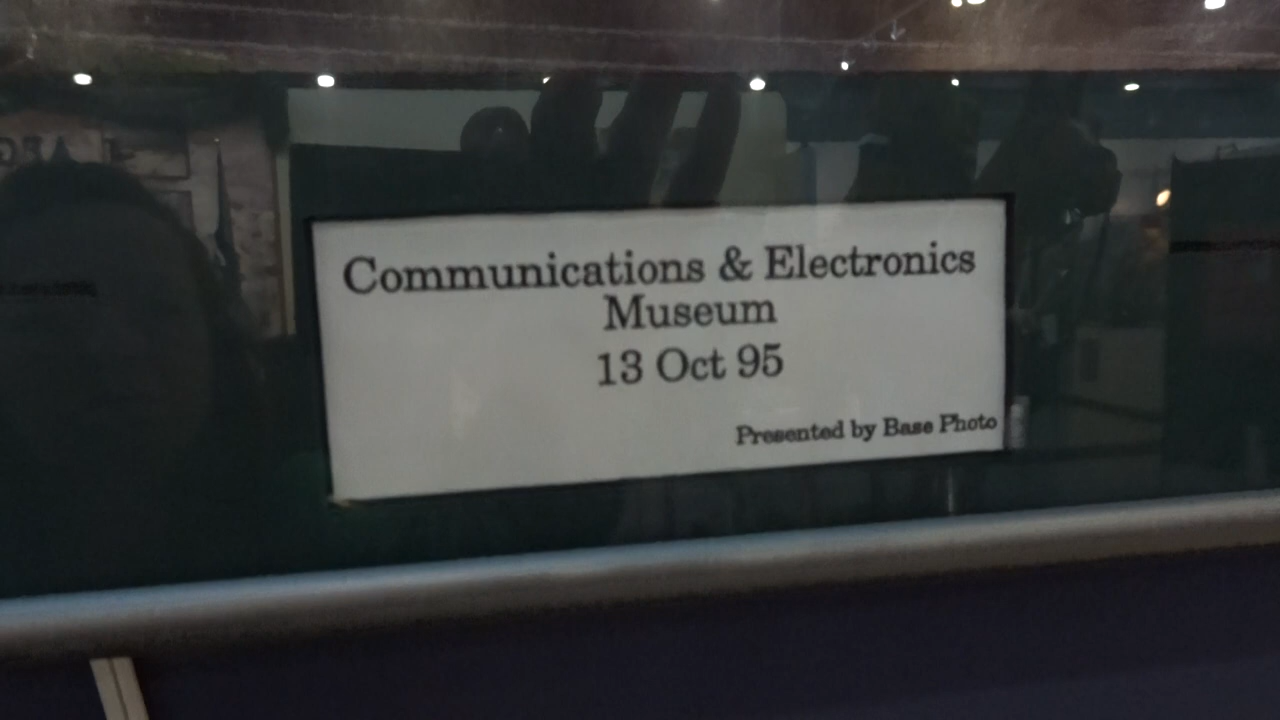 Communications & Electronics
Museum
13 Oct 95
Presented by Base Photo